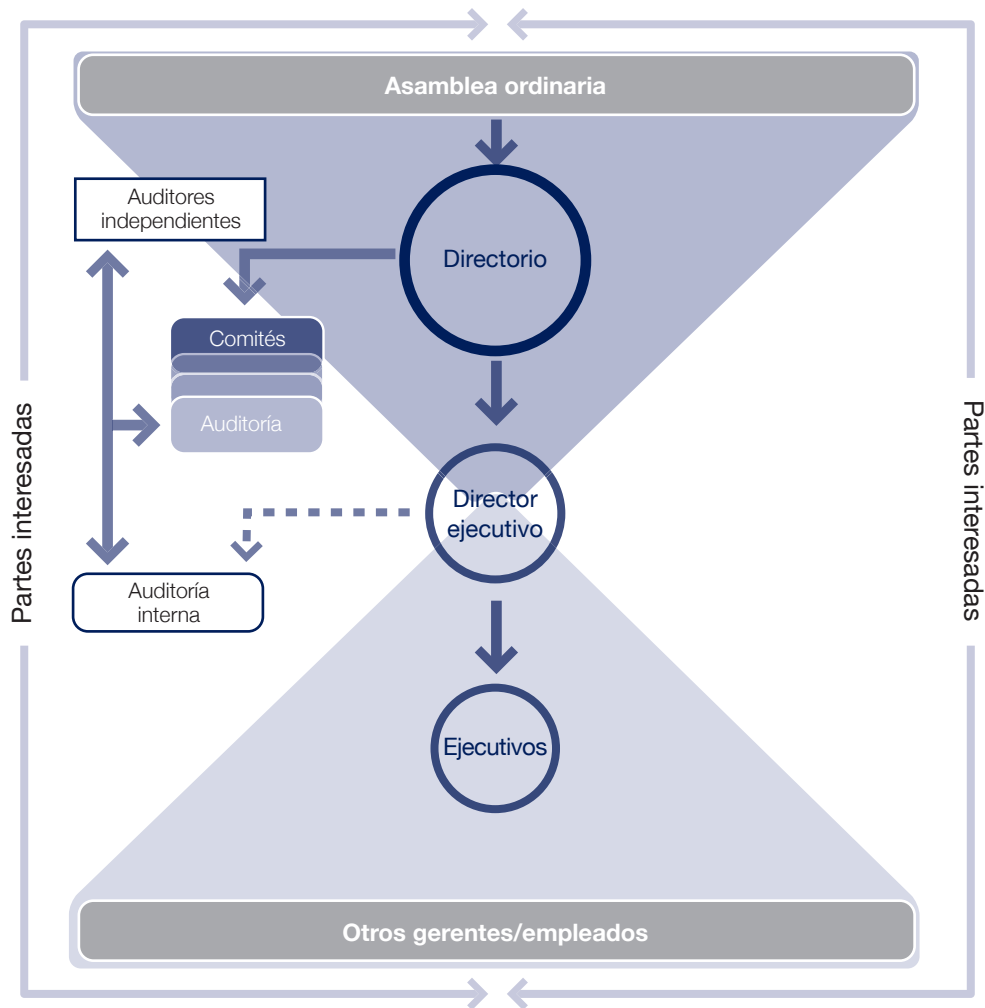 Asamblea ordinaria
Auditores
independientes
Directorio
Comités
Auditoría
Partes interesadas
Partes interesadas
Director
ejecutivo
Auditoría
interna
Ejecutivos
Otros gerentes/empleados